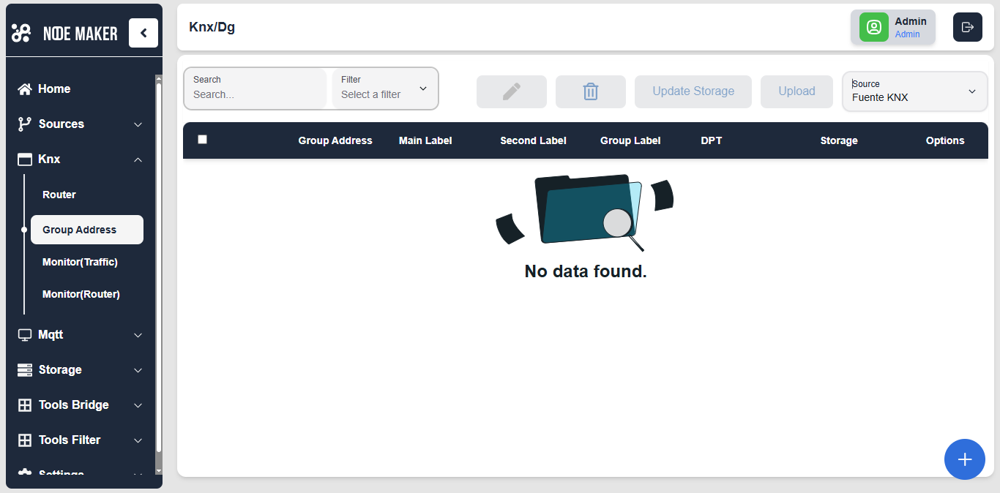 NODE MAKER
Home
Sources
Knx
Router
Group Address
Monitor(Traffic)
Monitor(Router)
Mqtt
Storage
Tools Bridge
Tools Filter
Settings
Knx/Dg
Admin
Admin
Search
Search...
Filter
Select a filter
Update Storage
Upload
Source
Fuente KNX
Group Address Main Label Second Label Group Label DPT Storage Options
No data found.